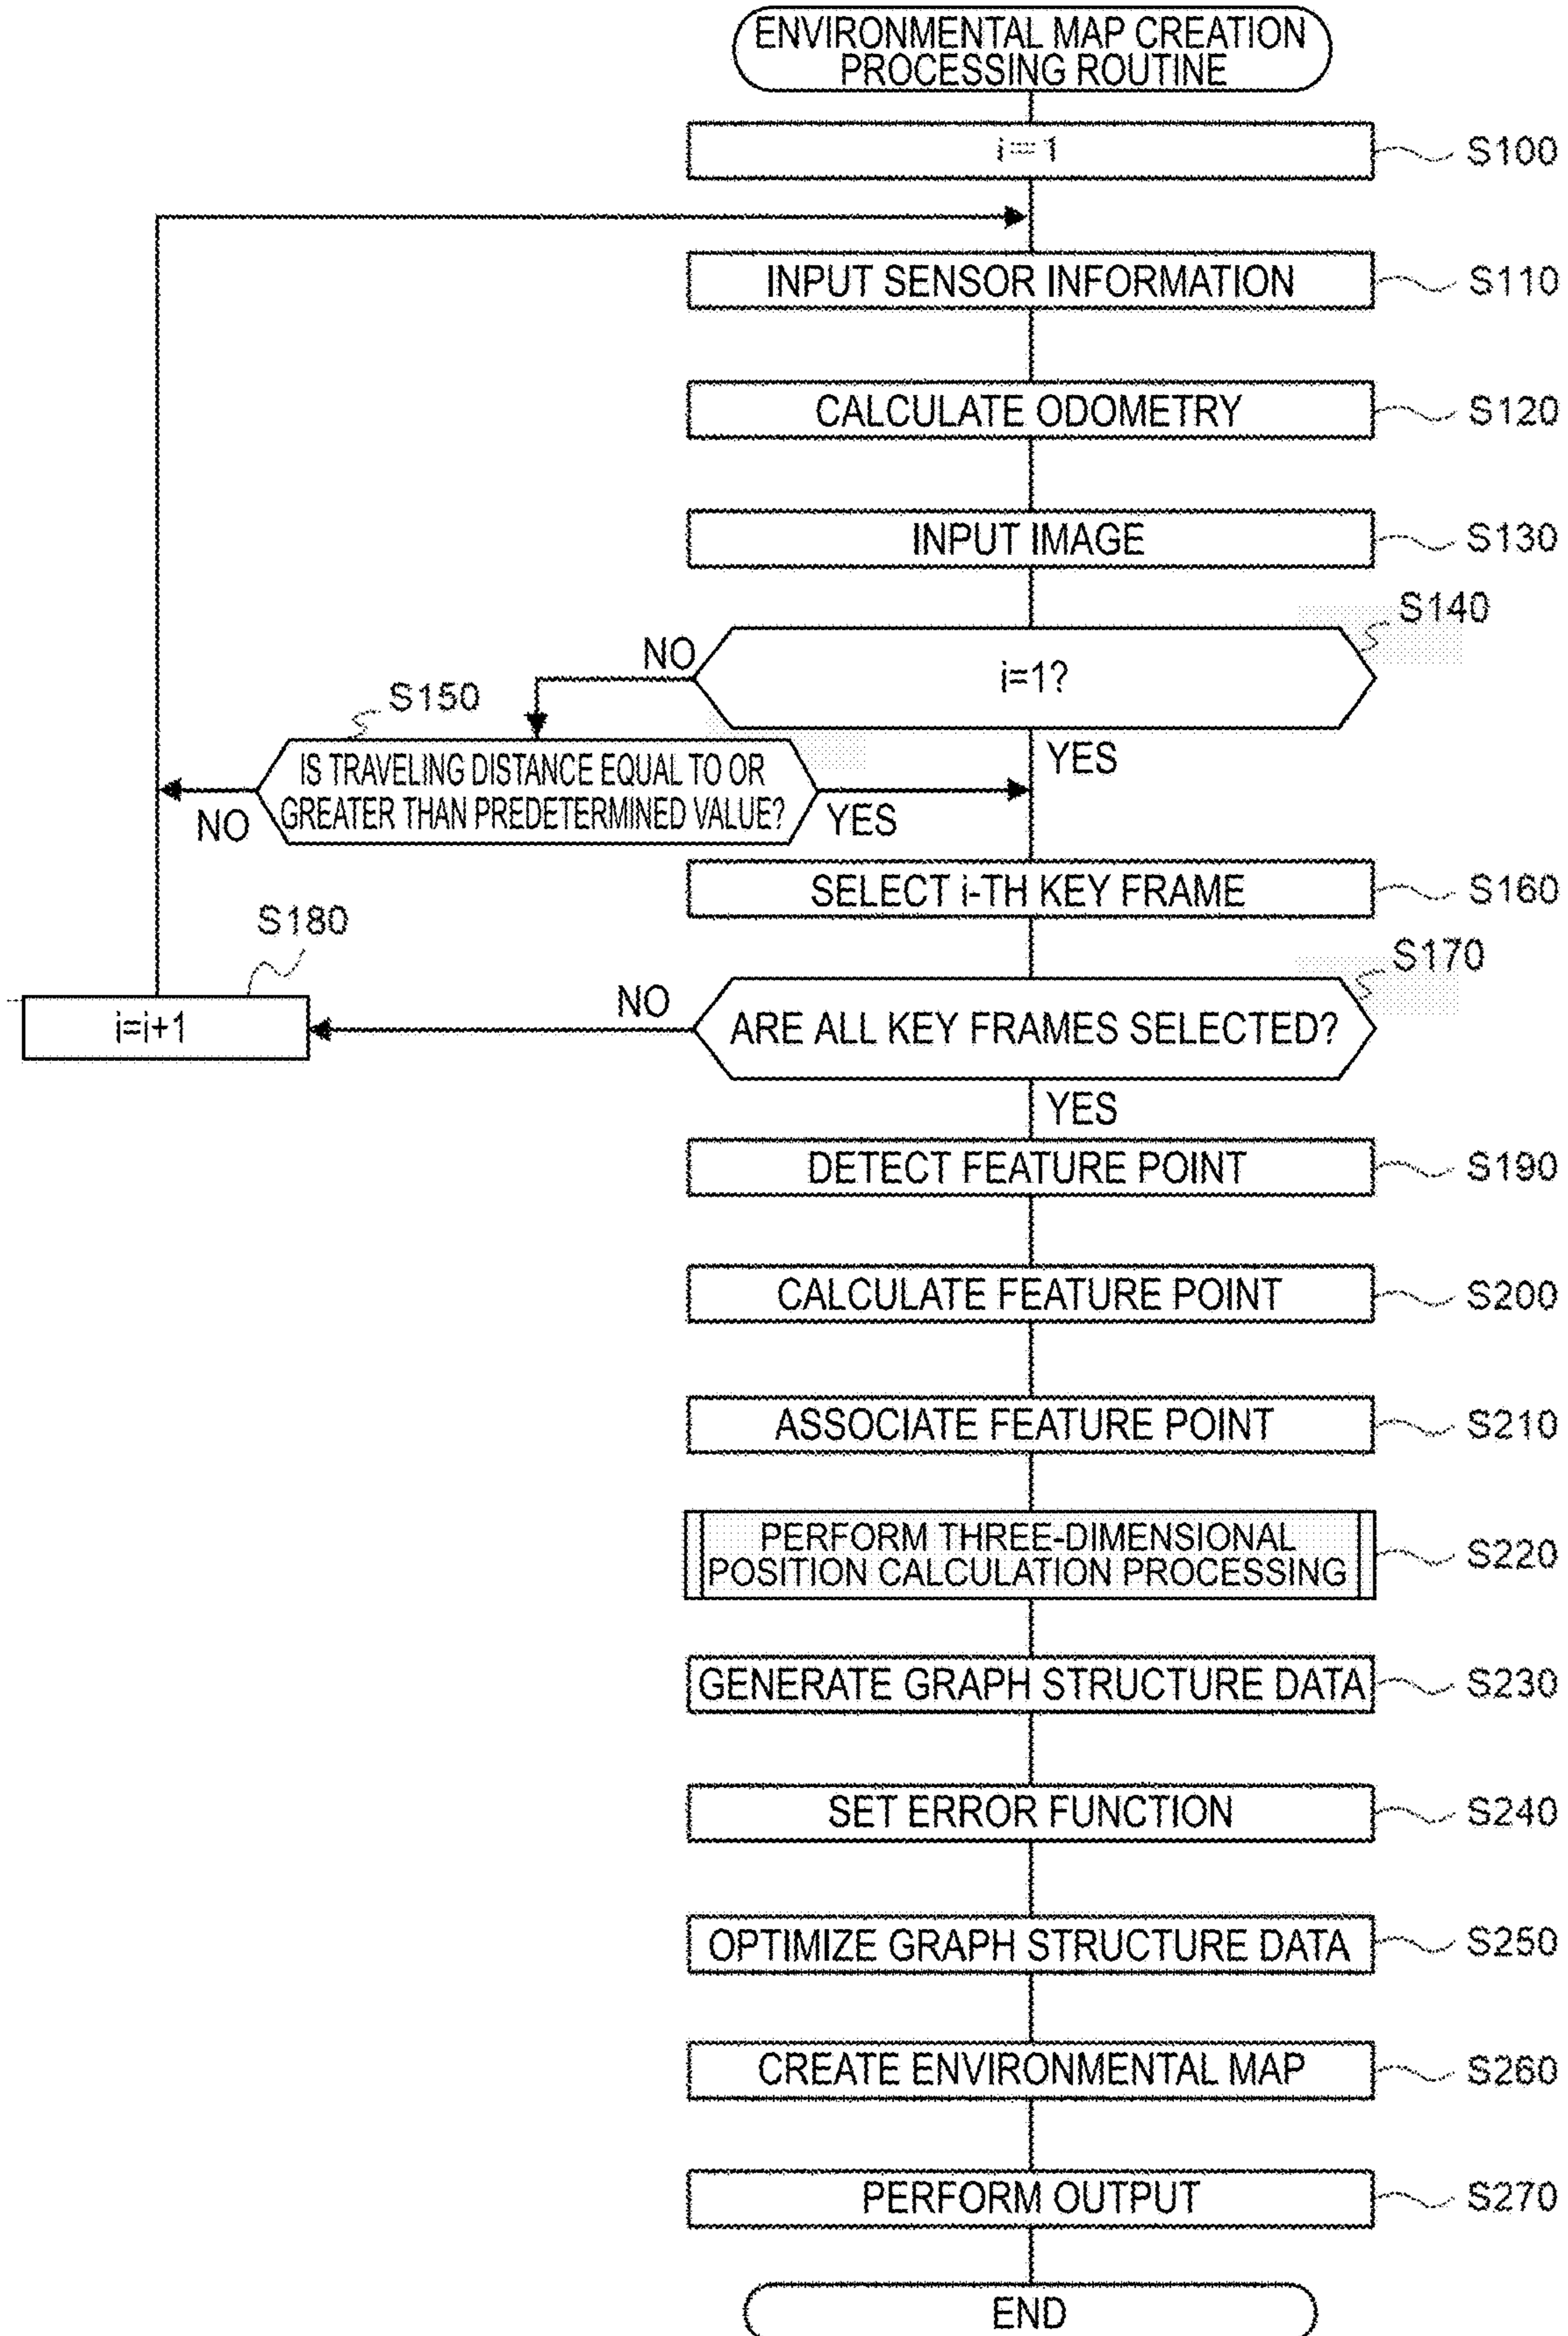 ENVIRONMENTAL MAP CREATION
PROCESSING ROUTINE
i=1
S100
INPUT SENSOR INFORMATION
S110
CALCULATE ODOMETRY
S120
INPUT IMAGE
S130
S140
NO
i=1?
S150
YES
IS TRAVELING DISTANCE EQUAL TO OR
GREATER THAN PREDETERMINED VALUE?
NO
YES
SELECT i-TH KEY FRAME
S160
S180
S170
NO
i=i+1
ARE ALL KEY FRAMES SELECTED?
YES
DETECT FEATURE POINT
S190
CALCULATE FEATURE POINT
S200
ASSOCIATE FEATURE POINT
S210
PERFORM THREE-DIMENSIONAL
POSITION CALCULATION PROCESSING
S220
GENERATE GRAPH STRUCTURE DATA
S230
SET ERROR FUNCTION
S240
OPTIMIZE GRAPH STRUCTURE DATA
S250
CREATE ENVIRONMENTAL MAP
S260
PERFORM OUTPUT
S270
END